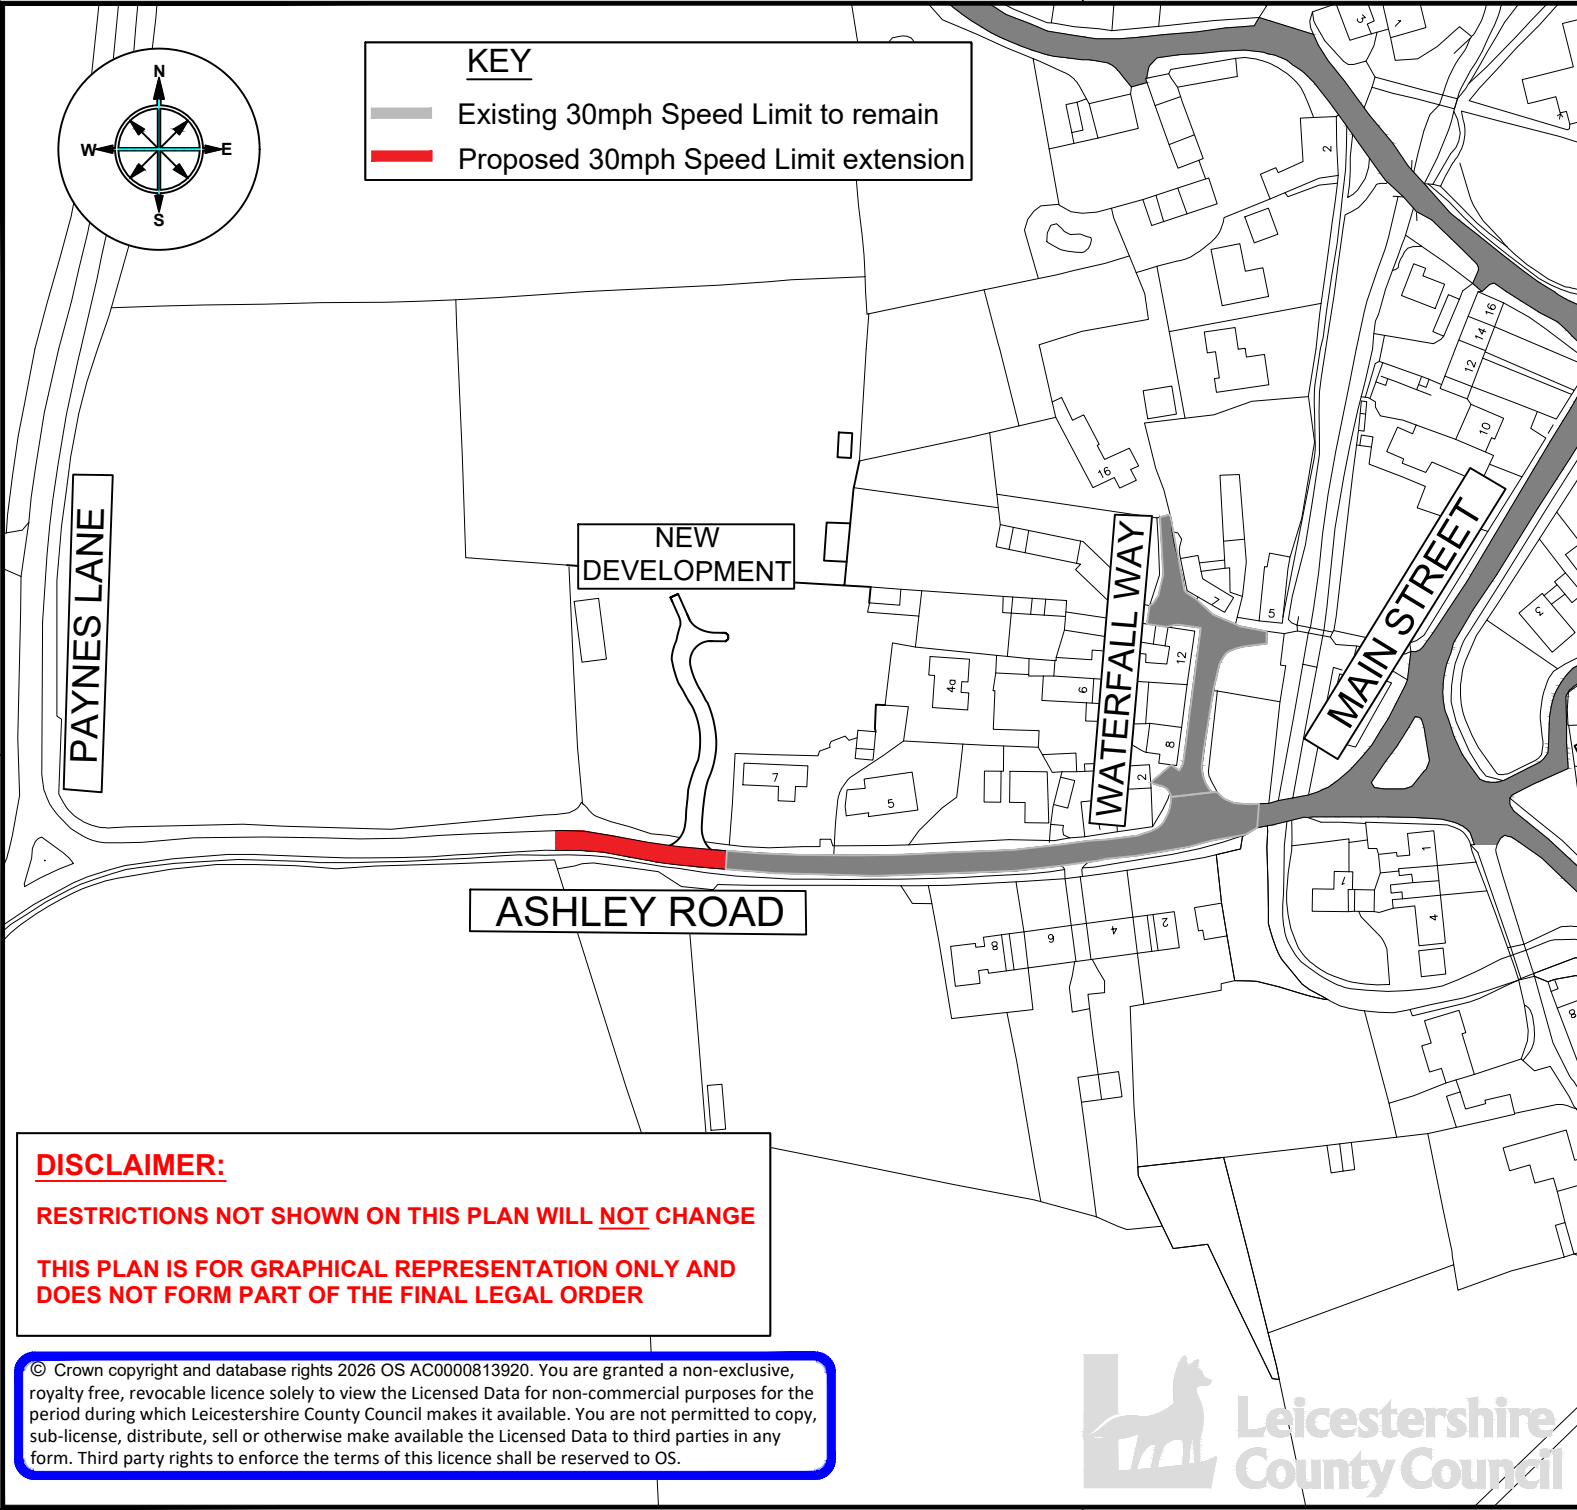 N
W
E
S
KEY
Existing 30mph Speed Limit to remain
Proposed 30mph Speed Limit extension
3
1
2
16
14
12
10
16
PAYNES LANE
NEW
DEVELOPMENT
WATERFALL WAY
MAIN STREET
7
5
3
12
4a
6
8
2
7
5
ASHLEY ROAD
1
1
4
8
6
4
2
8
DISCLAIMER:
RESTRICTIONS NOT SHOWN ON THIS PLAN WILL NOT CHANGE
THIS PLAN IS FOR GRAPHICAL REPRESENTATION ONLY AND
DOES NOT FORM PART OF THE FINAL LEGAL ORDER
© Crown copyright and database rights 2026 OS AC0000813920. You are granted a non-exclusive,
royalty free, revocable licence solely to view the Licensed Data for non-commercial purposes for the
period during which Leicestershire County Council makes it available. You are not permitted to copy,
sub-license, distribute, sell or otherwise make available the Licensed Data to third parties in any
form. Third party rights to enforce the terms of this licence shall be reserved to OS.
Leicestershire
County Council